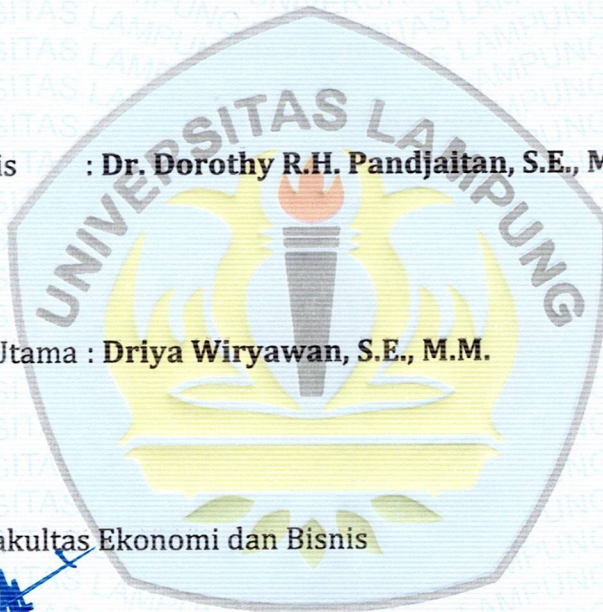 UNIVERSITAS LAMPUNG
is : Dr. Dorothy R.H. Pandjaitan, S.E., M
Utama : Driya Wiryawan, S.E., M.M.
akultas Ekonomi dan Bisnis